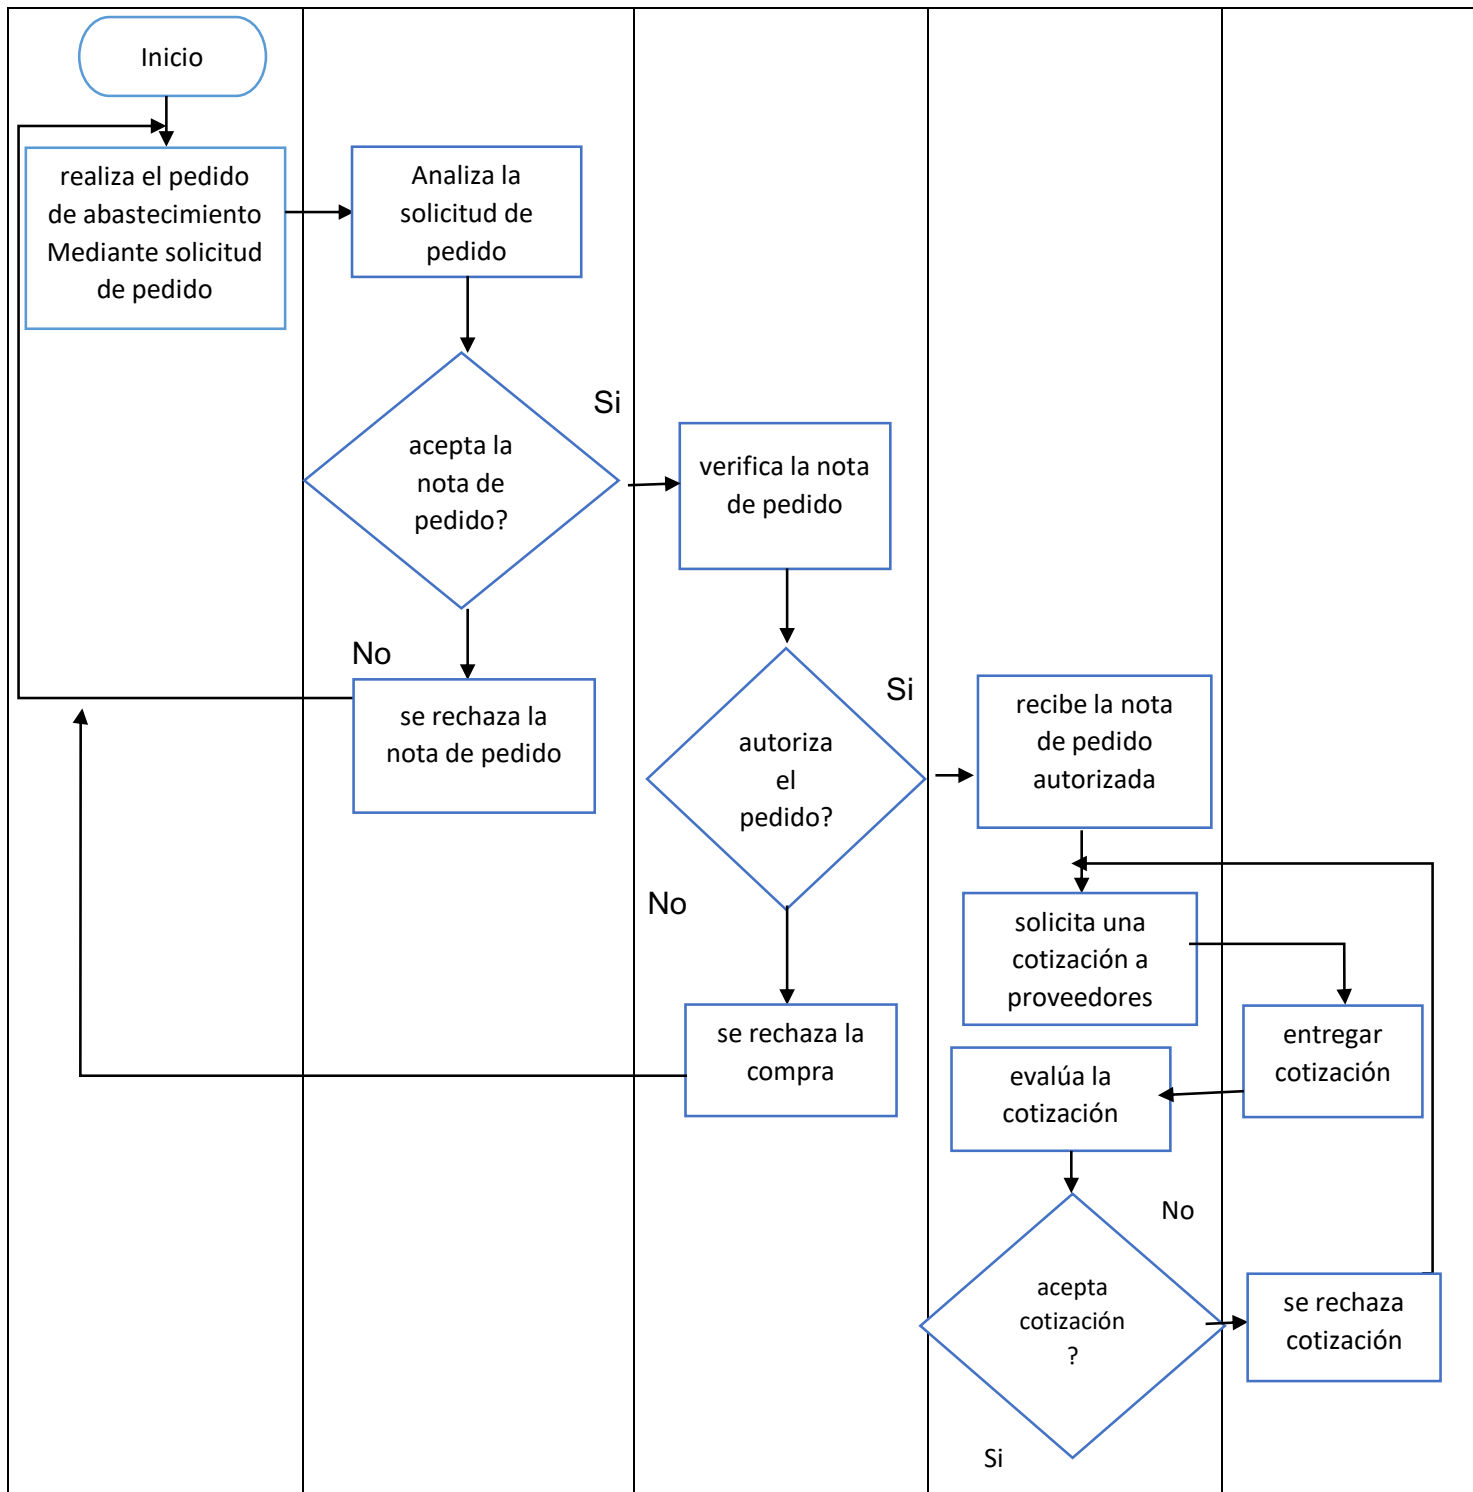 Inicio
realiza el pedido
de abastecimiento
Mediante solicitud
de pedido
Analiza la
solicitud de
pedido
acepta la
nota de
pedido?
Si
No
se rechaza la
nota de pedido
verifica la nota
de pedido
autoriza
el
pedido?
Si
No
se rechaza la
compra
recibe la nota
de pedido
autorizada
solicita una
cotización a
proveedores
entregar
cotización
evalúa la
cotización
acepta
cotización
?
No
Si
se rechaza
cotización